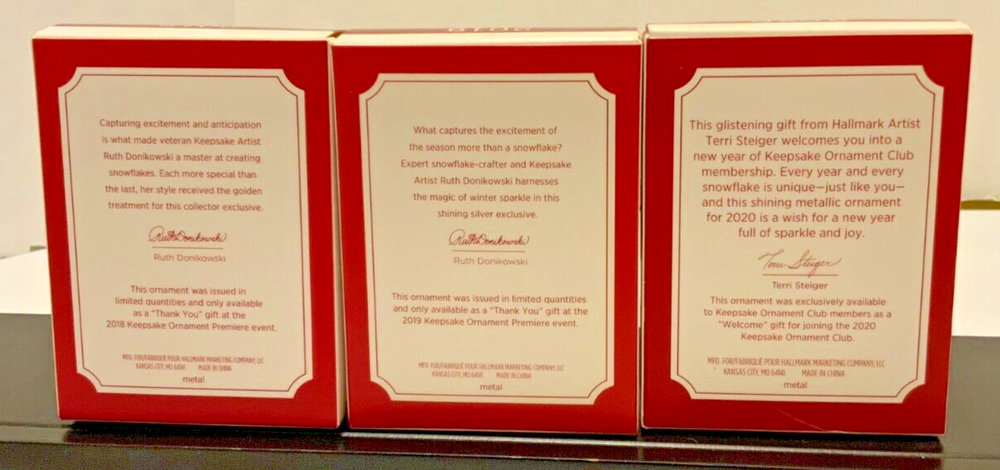 Capturing excitement and anticipation
is what made veteran Keepsake Artist
Ruth Donikowski a master at creating
snowflakes. Each more special than
the last, her style received the golden
treatment for this collector exclusive.
Ruth Donikowski
Ruth Donikowski
This ornament was issued in
limited quantities and only available
as a "Thank You" gift at the
2018 Keepsake Ornament Premiere event.
MFD. FOR/FABRIQUÉ POUR HALLMARK MARKETING COMPANY, LLC
KANSAS CITY, MO 64141 MADE IN CHINA
metal
What captures the excitement of
the season more than a snowflake?
Expert snowflake-crafter and Keepsake
Artist Ruth Donikowski harnesses
the magic of winter sparkle in this
shining silver exclusive.
Ruth Donikowski
Ruth Donikowski
This ornament was issued in limited quantities
and only available as a "Thank You" gift at the
2019 Keepsake Ornament Premiere event.
MFD. FOR/FABRIQUÉ POUR HALLMARK MARKETING COMPANY, LLC
KANSAS CITY, MO 64141 MADE IN CHINA
metal
This glistening gift from Hallmark Artist
Terri Steiger welcomes you into a
new year of Keepsake Ornament Club
membership. Every year and every
snowflake is unique—just like you—
and this shining metallic ornament
for 2020 is a wish for a new year
full of sparkle and joy.
Terri Steiger
Terri Steiger
This ornament was exclusively available
to Keepsake Ornament Club members as a
"Welcome" gift for joining the 2020
Keepsake Ornament Club.
MFD. FOR/FABRIQUÉ POUR HALLMARK MARKETING COMPANY, LLC
KANSAS CITY, MO 64141 MADE IN CHINA
metal